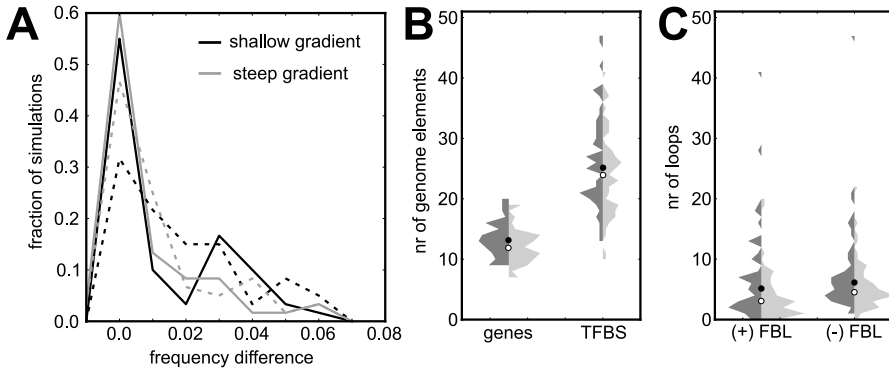 A
fraction of simulations
0.6
0.5
0.4
0.3
0.2
0.1
0.0
shallow gradient
steep gradient
0.0 0.02 0.04 0.06 0.08
frequency difference
B
nr of genome elements
50
40
30
20
10
0
genes TFBS
C
nr of loops
50
40
30
20
10
0
(+) FBL (-) FBL